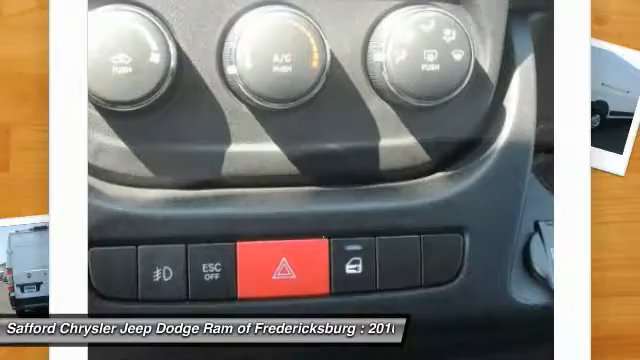 PUSH
A/C
PUSH
PUSH
ESC
OFF
Safford Chrysler Jeep Dodge Ram of Fredericksburg : 201